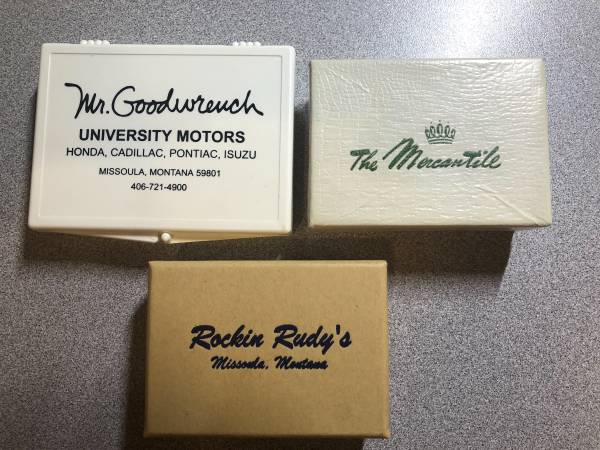 Mr. Goodwrench
UNIVERSITY MOTORS
HONDA, CADILLAC, PONTIAC, ISUZU
MISSOULA, MONTANA 59801
406-721-4900
The Mercantile
Rockin Rudy's
Missoula, Montana